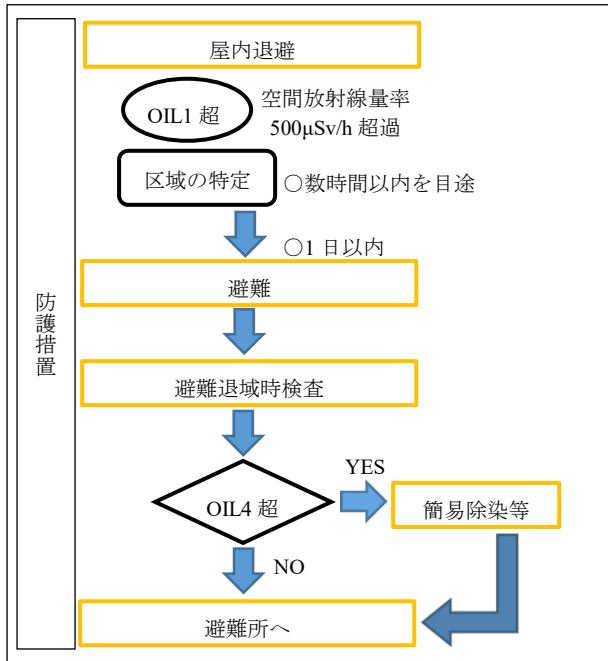 防護措置
屋内退避
OIL1 超
空間放射線量率
500μSv/h 超過
区域の特定
○数時間以内を目途
○1 日以内
避難
避難退域時検査
OIL4 超
YES
簡易除染等
NO
避難所へ